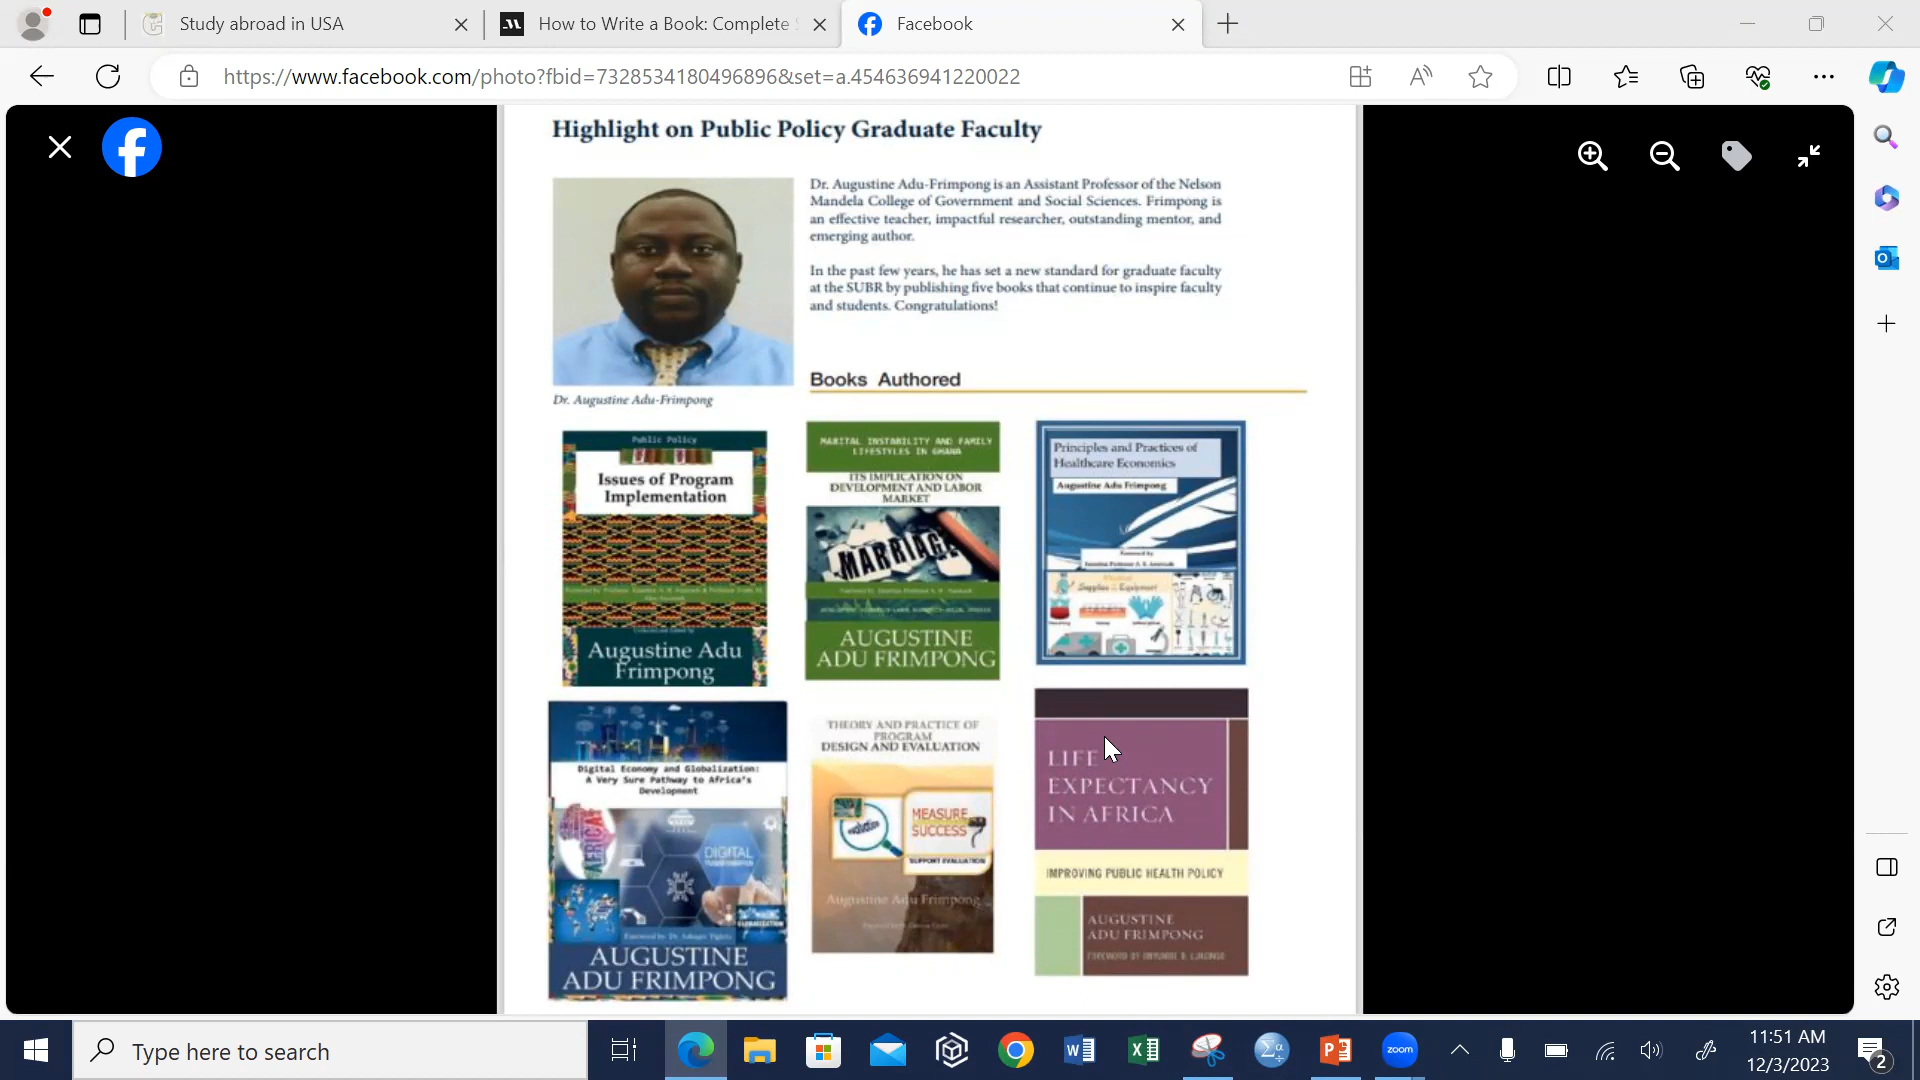 Study abroad in USA
How to Write a Book: Complete
Facebook
https://www.facebook.com/photo?fbid=7328534180496896&set=a.454636941220022
Highlight on Public Policy Graduate Faculty
Dr. Augustine Adu-Frimpong is an Assistant Professor of the Nelson
Mandela College of Government and Social Sciences. Frimpong is
an effective teacher, impactful researcher, outstanding mentor, and
emerging author.
In the past few years, he has set a new standard for graduate faculty
at the SUBR by publishing five books that continue to inspire faculty
and students. Congratulations!
Books Authored
Dr. Augustine Adu-Frimpong
Public Policy
Issues of Program
Implementation
Augustine Adu
Frimpong
MARITAL INSTABILITY AND FAMILY
LIFESTYLES IN GHANA
ITS IMPLICATION ON
DEVELOPMENT AND LABOR
MARKET
MARRIAGE
AUGUSTINE
ADU FRIMPONG
Principles and Practices of
Healthcare Economics
Augustine Adu Frimpong
Supplies & Equipment
Digital Economy and Globalization:
A Very Sure Pathway to Africa's
Development
AFRICA
DIGITAL
AUGUSTINE
ADU FRIMPONG
THEORY AND PRACTICE OF
PROGRAM
DESIGN AND EVALUATION
evaluation
MEASURE
SUCCESS
SUPPORT EVALUATION
Augustine Adu Frimpong
LIFE
EXPECTANCY
IN AFRICA
IMPROVING PUBLIC HEALTH POLICY
AUGUSTINE
ADU FRIMPONG
Type here to search
zoom
11:51 AM
12/3/2023
2